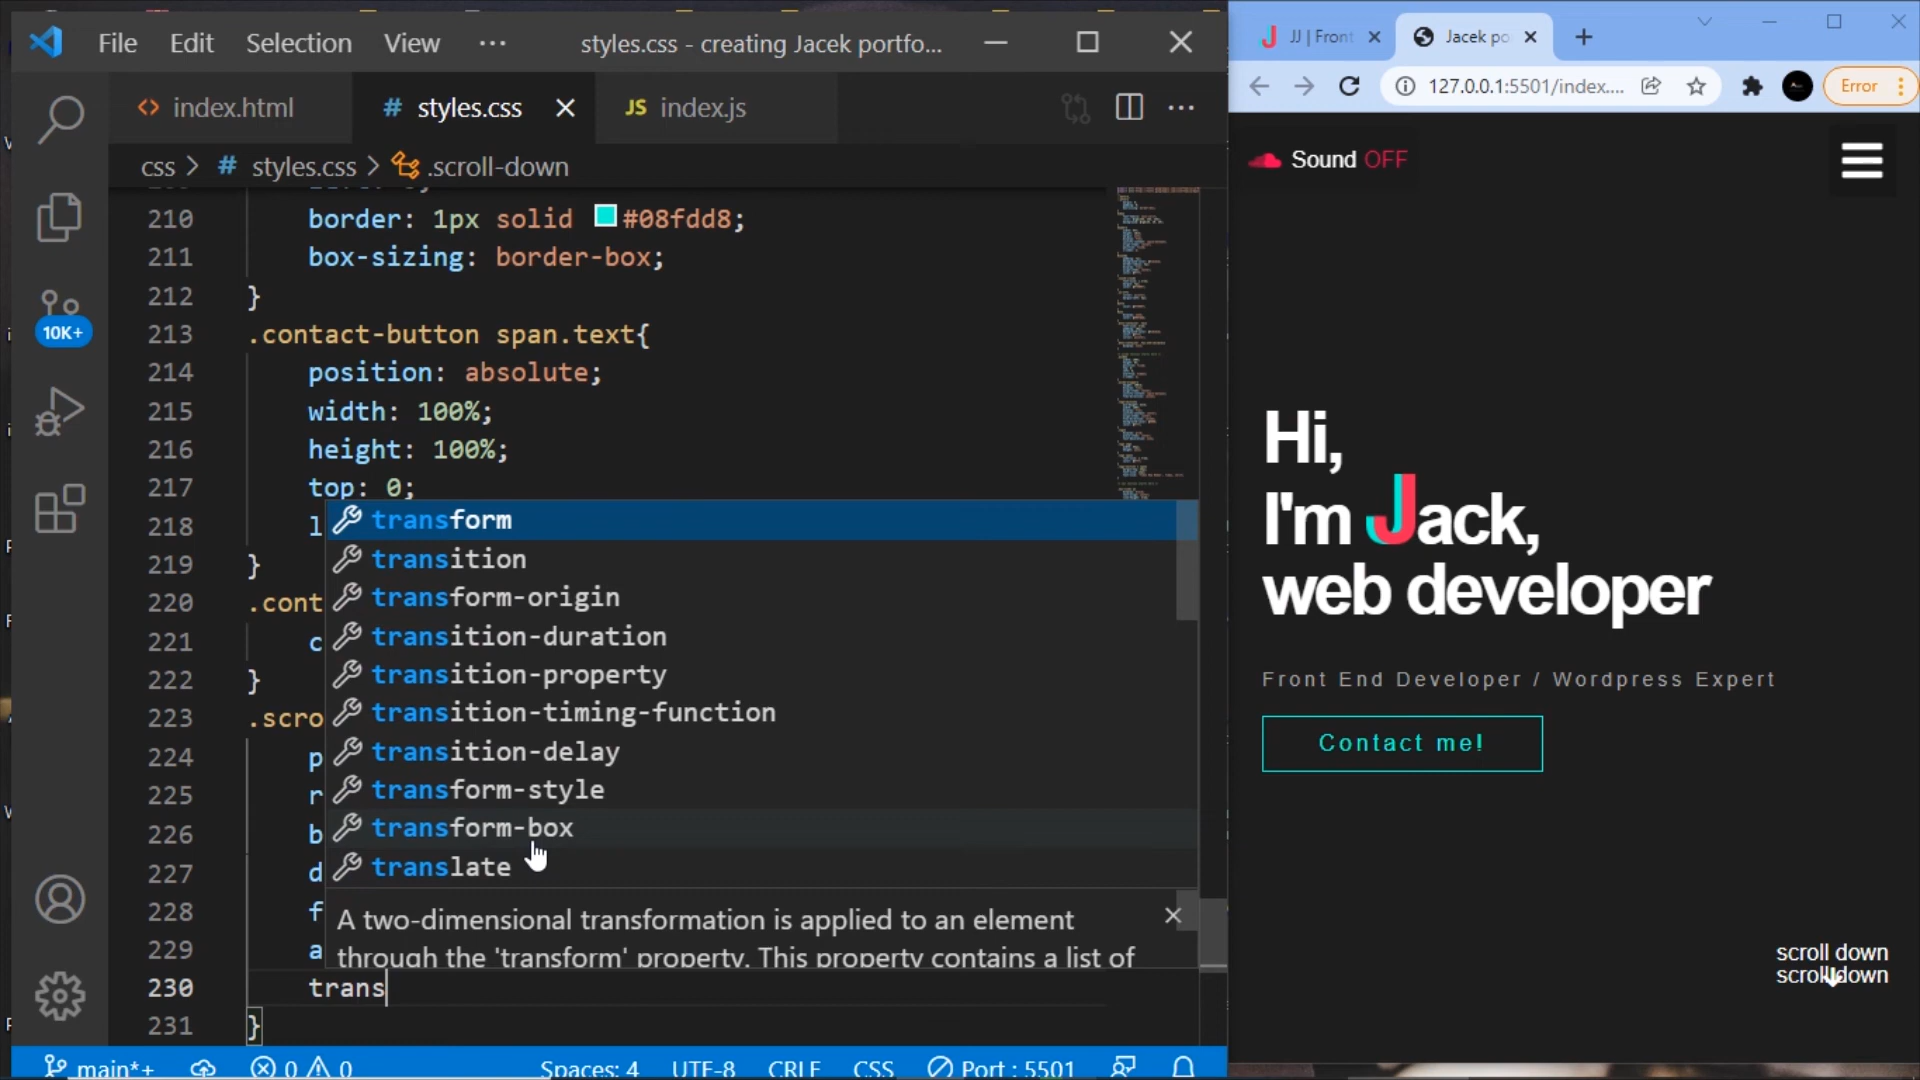 File Edit Selection View ··· styles.css - creating Jacek portfo...
index.html # styles.css JS index.js
css > # styles.css > .scroll-down
210 border: 1px solid #08fdd8;
211 box-sizing: border-box;
212 }
213 .contact-button span.text{
214 position: absolute;
215 width: 100%;
216 height: 100%;
217 top: 0;
218 l
219 }
220 .cont
221 c
222 }
223 .scro
224 p
225 r
226 b
227 d
228 f
229 a
230 trans
231 }
transform
transition
transform-origin
transition-duration
transition-property
transition-timing-function
transition-delay
transform-style
transform-box
translate
A two-dimensional transformation is applied to an element
through the 'transform' property. This property contains a list of
10K+
main*+ 0 0 Spaces: 4 UTF-8 CRLF CSS Port : 5501
JJ | Front Jacek po
127.0.0.1:5501/index.... Error
Sound OFF
Hi,
I'm Jack,
web developer
Front End Developer / Wordpress Expert
Contact me!
scroll down
scroll down